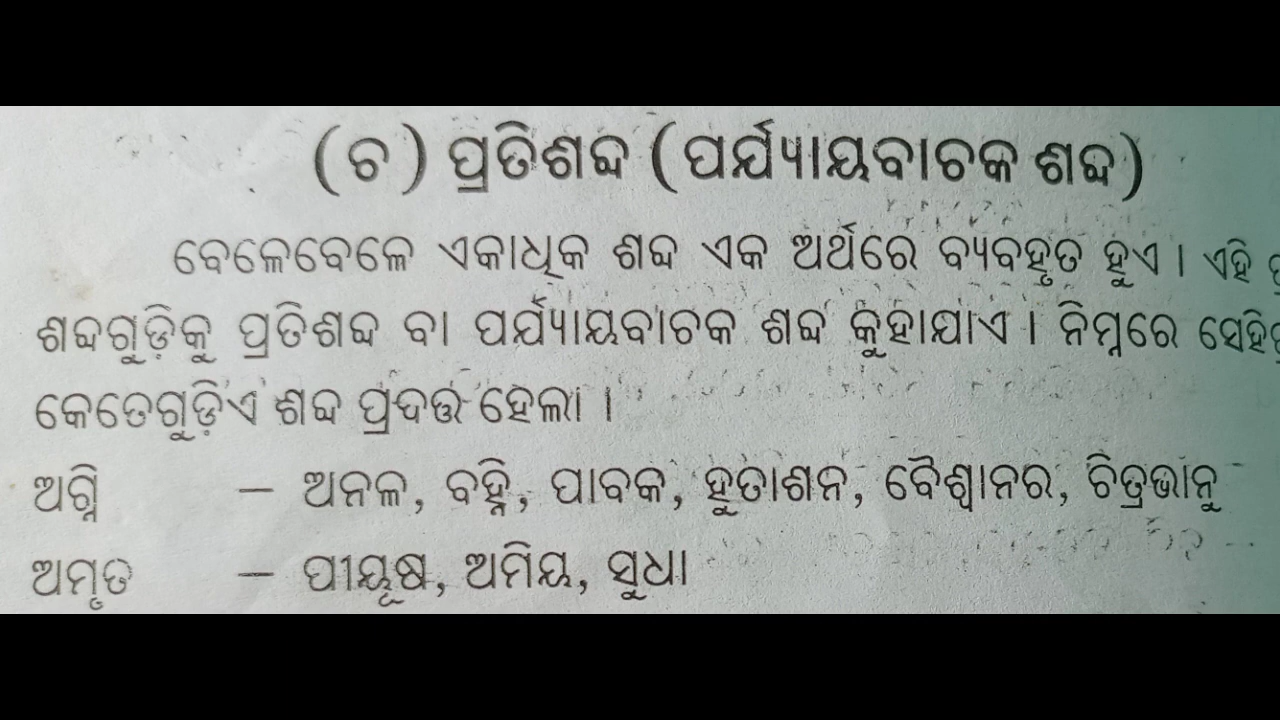 (ଚ) ପ୍ରତିଶବ୍ଦ (ପର୍ଯ୍ୟାୟବାଚକ ଶବ୍ଦ)
ବେଳେବେଳେ ଏକାଧିକ ଶବ୍ଦ ଏକ ଅର୍ଥରେ ବ୍ୟବହୃତ ହୁଏ । ଏହି
ଶବ୍ଦଗୁଡ଼ିକୁ ପ୍ରତିଶବ୍ଦ ବା ପର୍ଯ୍ୟାୟବାଚକ ଶବ୍ଦ କୁହାଯାଏ । ନିମ୍ନରେ
କେତେଗୁଡ଼ିଏ ଶବ୍ଦ ପ୍ରଦତ୍ତ ହେଲା ।
ଅଗ୍ନି – ଅନଳ, ବହ୍ନି, ପାବକ, ହୁତାଶନ, ବୈଶ୍ୱାନର, ଚିତ୍ରଭାନୁ
ଅମୃତ – ପୀୟୂଷ, ଅମିୟ, ସୁଧା